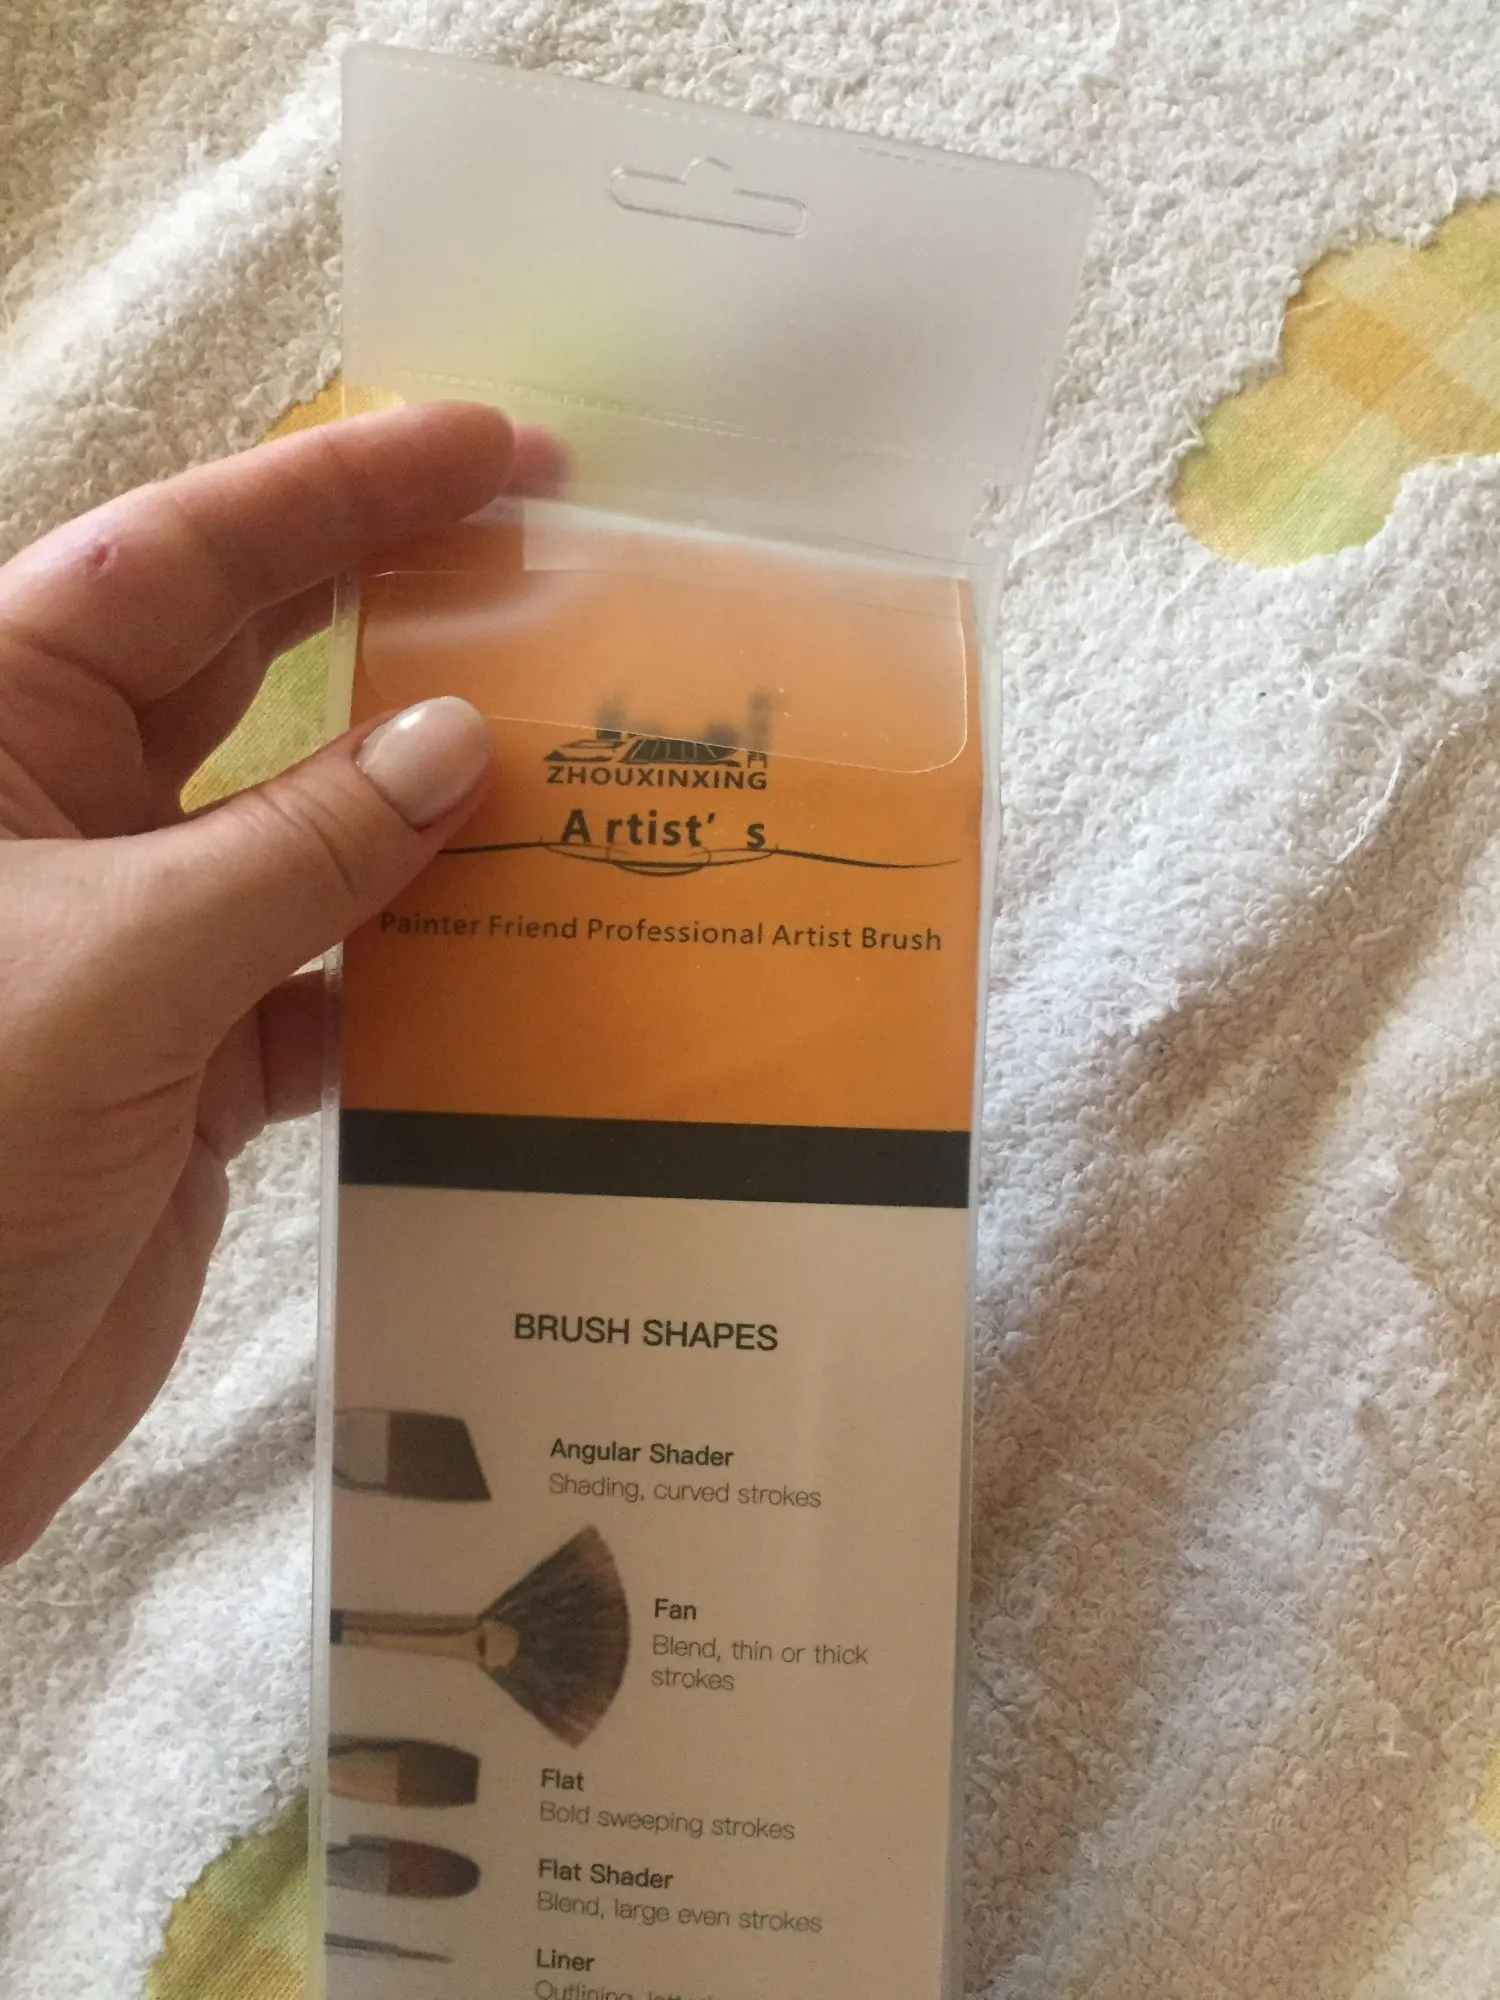 ZHOUXINXING
Artist's
Painter Friend Professional Artist Brush
BRUSH SHAPES
Angular Shader
Shading, curved strokes
Fan
Blend, thin or thick
strokes
Flat
Bold sweeping strokes
Flat Shader
Blend, large even strokes
Liner
Outlining,